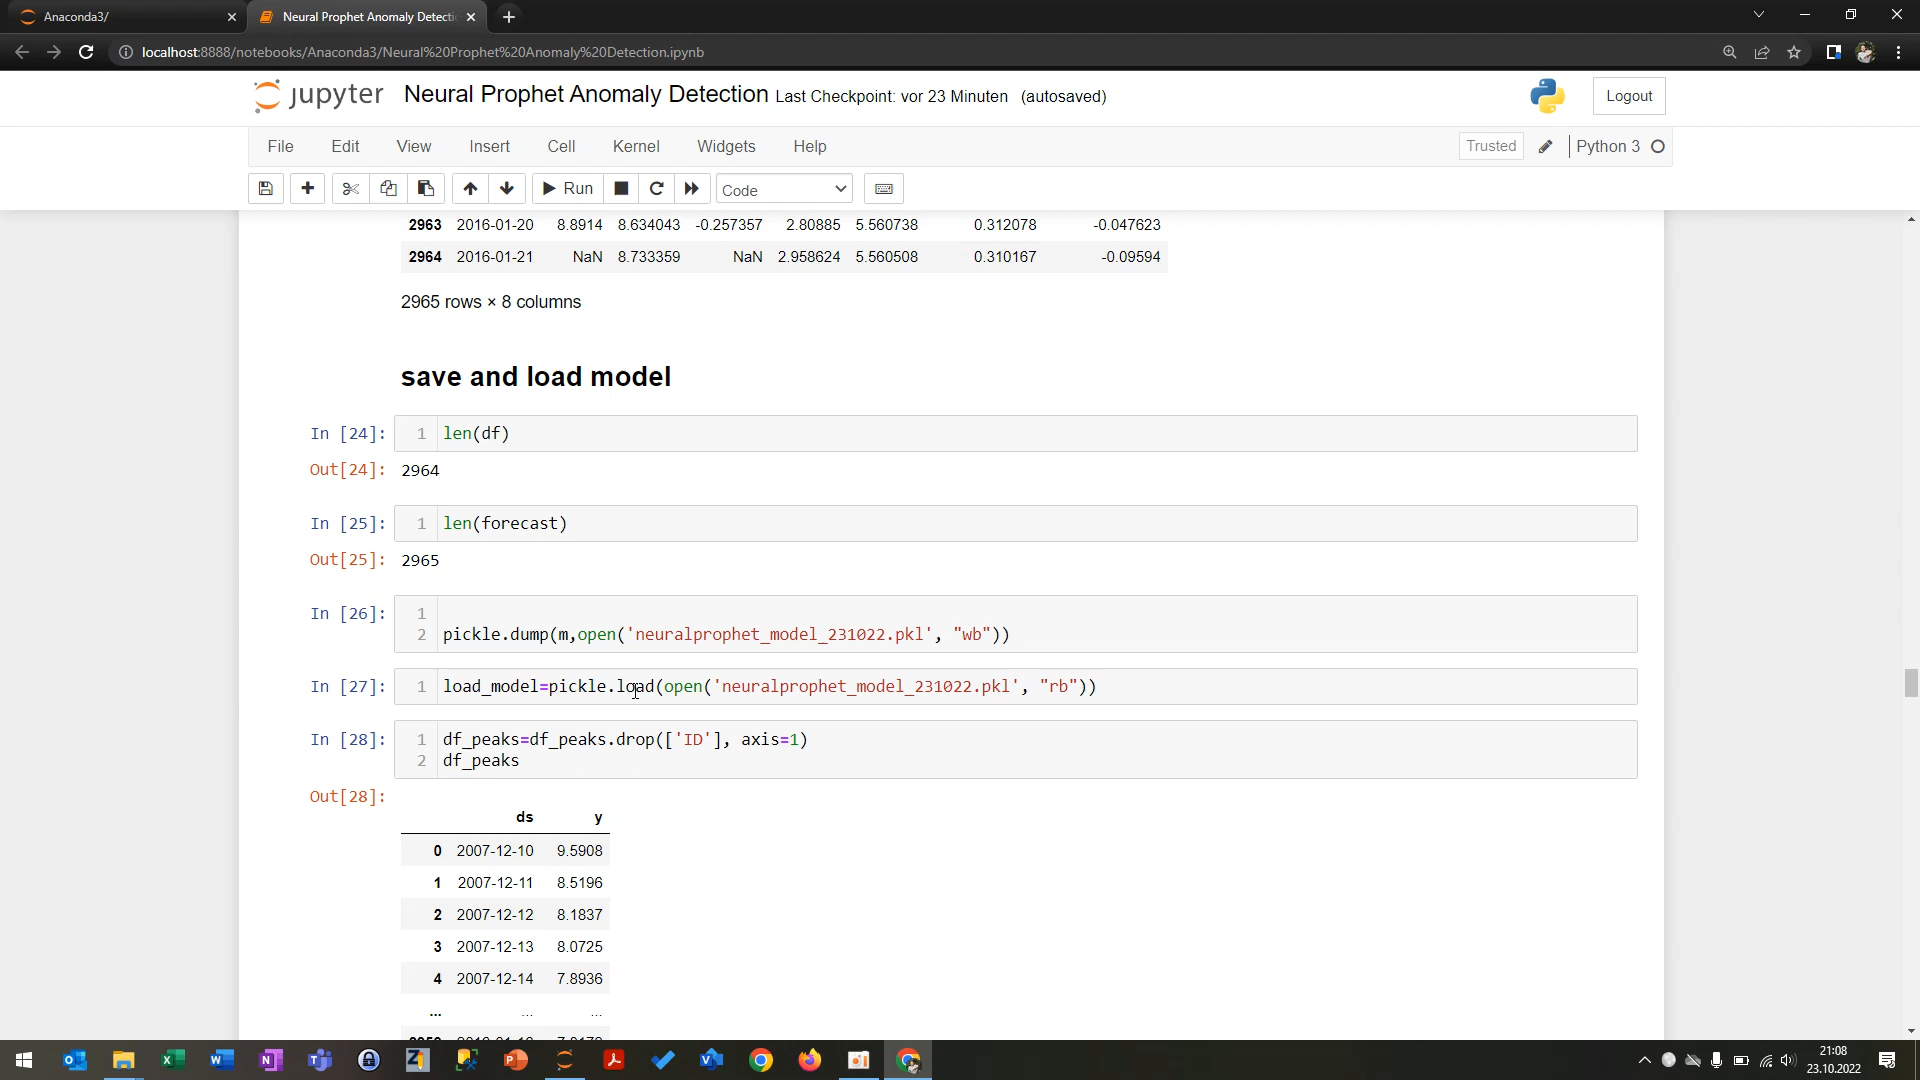 Anaconda3/
Neural Prophet Anomaly Detectic
localhost:8888/notebooks/Anaconda3/Neural%20Prophet%20Anomaly%20Detection.ipynb
jupyter Neural Prophet Anomaly Detection Last Checkpoint: vor 23 Minuten (autosaved)
Logout
File Edit View Insert Cell Kernel Widgets Help
Trusted Python 3
Run Code
2963 2016-01-20 8.8914 8.634043 -0.257357 2.80885 5.560738 0.312078 -0.047623
2964 2016-01-21 NaN 8.733359 NaN 2.958624 5.560508 0.310167 -0.09594
2965 rows × 8 columns
save and load model
In [24]: 1 len(df)
Out[24]: 2964
In [25]: 1 len(forecast)
Out[25]: 2965
In [26]: 1
2 pickle.dump(m,open('neuralprophet_model_231022.pkl', "wb"))
In [27]: 1 load_model=pickle.load(open('neuralprophet_model_231022.pkl', "rb"))
In [28]: 1 df_peaks=df_peaks.drop(['ID'], axis=1)
2 df_peaks
Out[28]:
ds y
0 2007-12-10 9.5908
1 2007-12-11 8.5196
2 2007-12-12 8.1837
3 2007-12-13 8.0725
4 2007-12-14 7.8936
... ... ...
21:08
23.10.2022